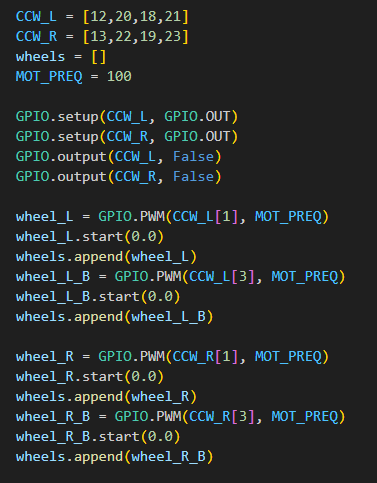 CCW_L = [12,20,18,21]
CCW_R = [13,22,19,23]
wheels = []
MOT_PREQ = 100
GPIO.setup(CCW_L, GPIO.OUT)
GPIO.setup(CCW_R, GPIO.OUT)
GPIO.output(CCW_L, False)
GPIO.output(CCW_R, False)
wheel_L = GPIO.PWM(CCW_L[1], MOT_PREQ)
wheel_L.start(0.0)
wheels.append(wheel_L)
wheel_L_B = GPIO.PWM(CCW_L[3], MOT_PREQ)
wheel_L_B.start(0.0)
wheels.append(wheel_L_B)
wheel_R = GPIO.PWM(CCW_R[1], MOT_PREQ)
wheel_R.start(0.0)
wheels.append(wheel_R)
wheel_R_B = GPIO.PWM(CCW_R[3], MOT_PREQ)
wheel_R_B.start(0.0)
wheels.append(wheel_R_B)